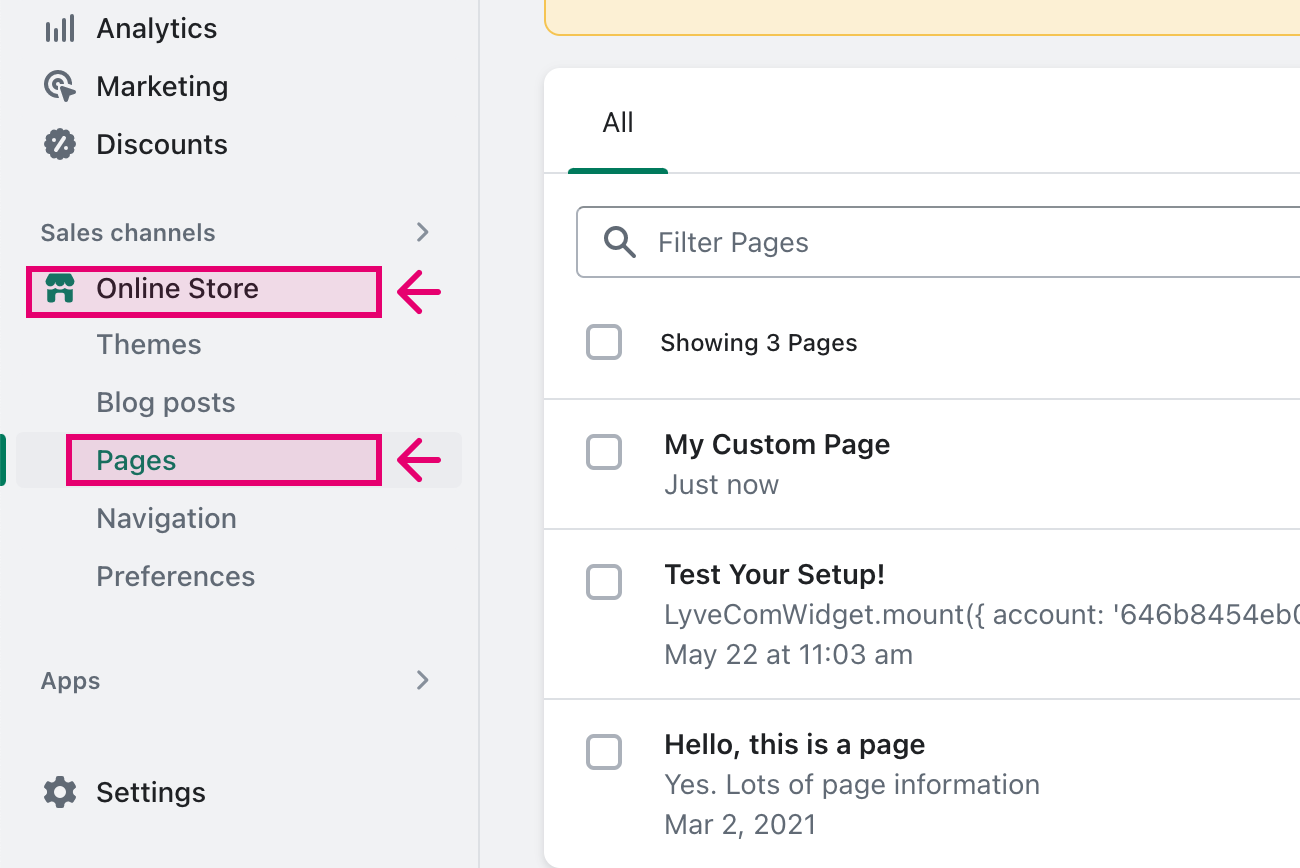 Analytics
Marketing
Discounts
Sales channels
Online Store
Themes
Blog posts
Pages
Navigation
Preferences
Apps
Settings
All
Filter Pages
Showing 3 Pages
My Custom Page
Just now
Test Your Setup!
LyveComWidget.mount({ account: '646b8454eb0
May 22 at 11:03 am
Hello, this is a page
Yes. Lots of page information
Mar 2, 2021